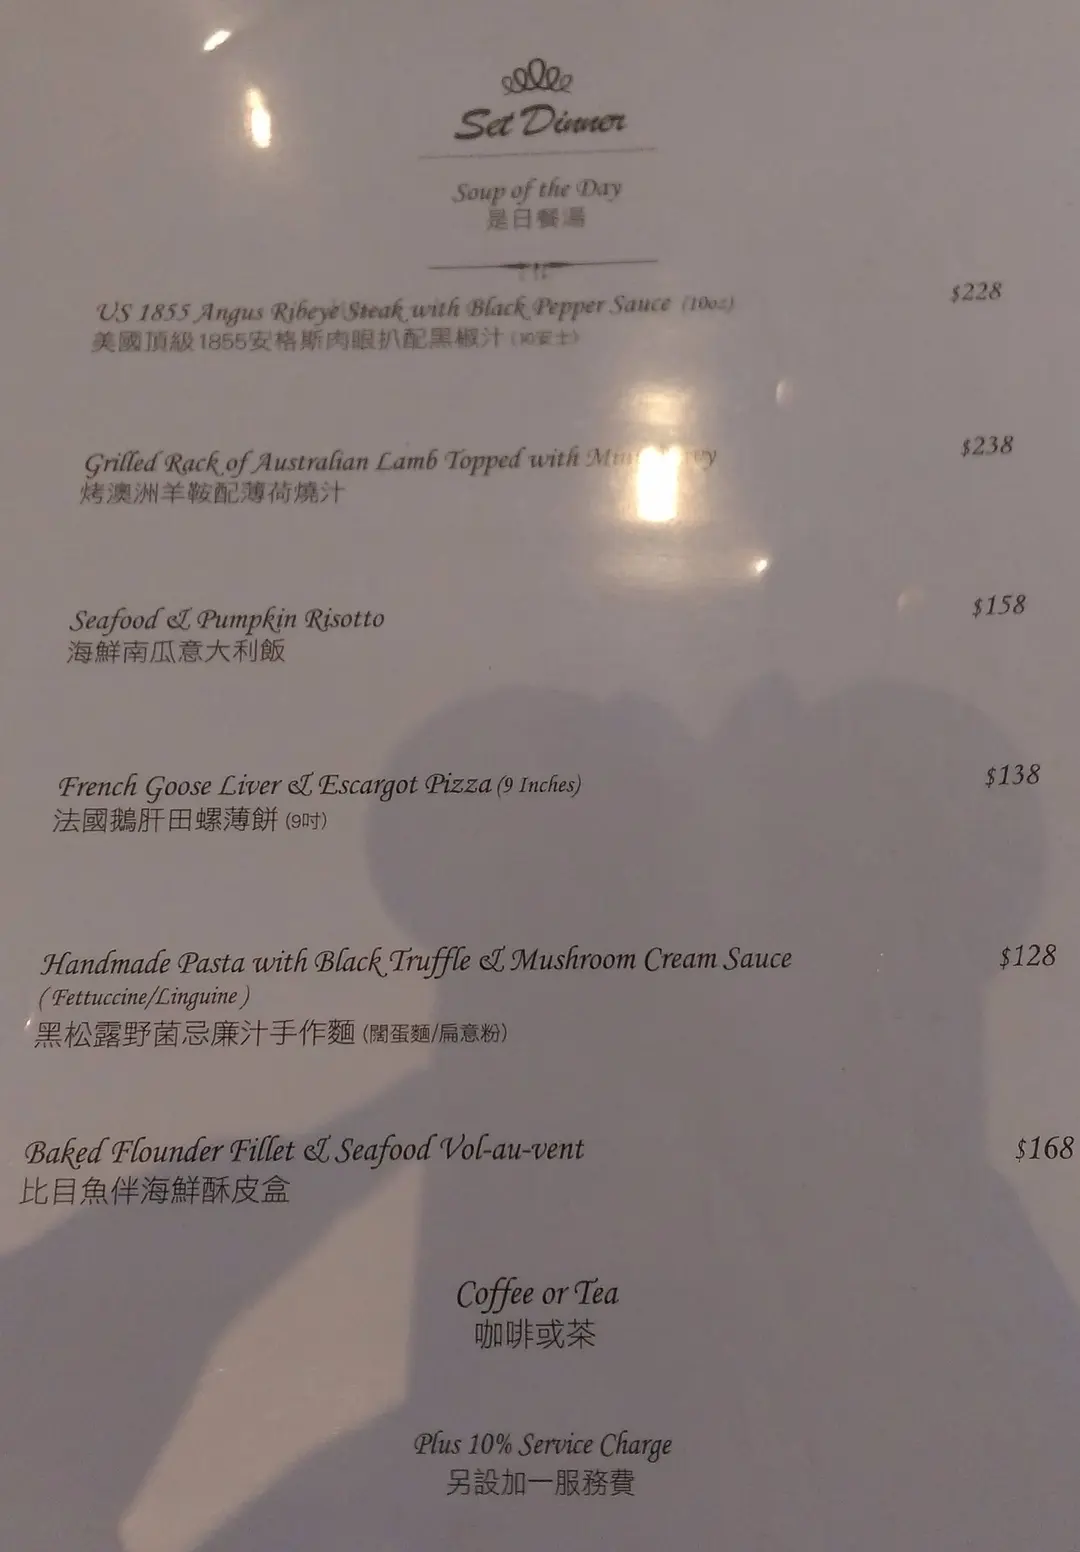 Set Dinner
Soup of the Day
是日餐湯
US 1855 Angus Ribeye Steak with Black Pepper Sauce (10oz) $228
美國頂級1855安格斯肉眼扒配黑椒汁 (10安士)
Grilled Rack of Australian Lamb Topped with $238
烤澳洲羊鞍配薄荷燒汁
Seafood & Pumpkin Risotto $158
海鮮南瓜意大利飯
French Goose Liver & Escargot Pizza (9 Inches) $138
法國鵝肝田螺薄餅 (9吋)
Handmade Pasta with Black Truffle & Mushroom Cream Sauce $128
(Fettuccine/Linguine)
黑松露野菌忌廉汁手作麵 (闊蛋麵/扁意粉)
Baked Flounder Fillet & Seafood Vol-au-vent $168
比目魚伴海鮮酥皮盒
Coffee or Tea
咖啡或茶
Plus 10% Service Charge
另設加一服務費